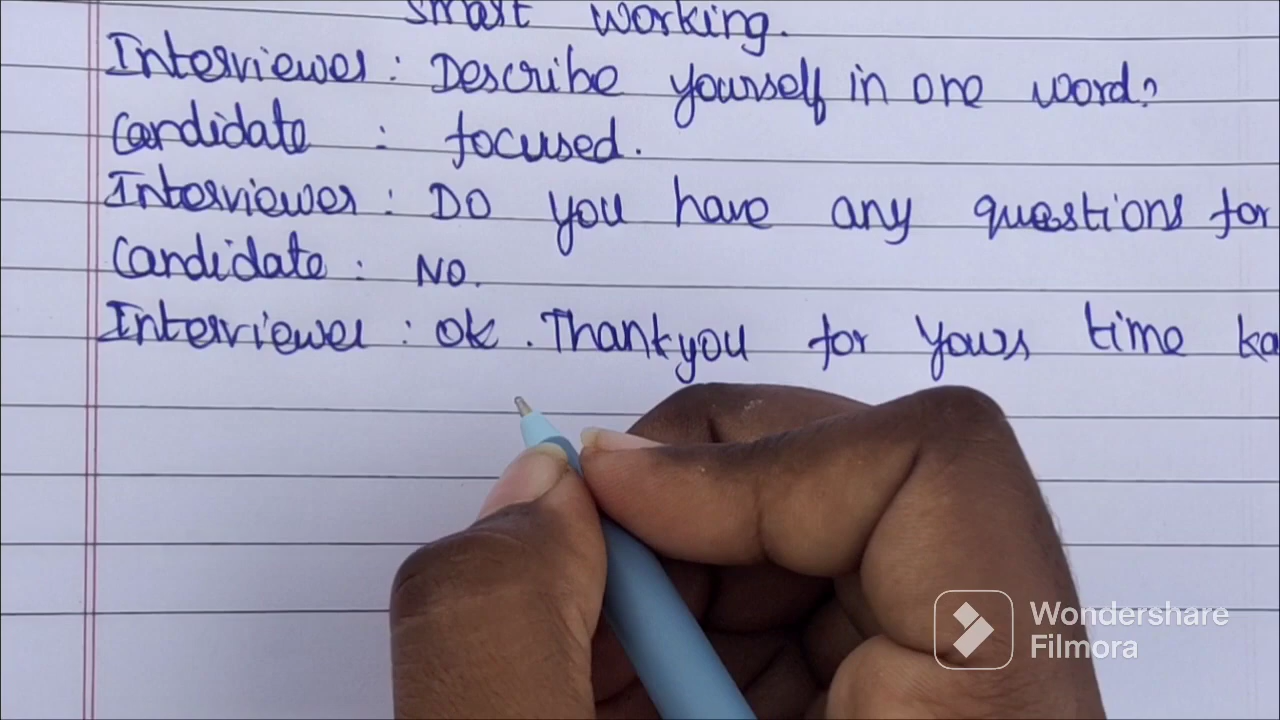 smart working.
Interviewer : Describe yourself in one word?
Candidate : focused.
Interviewer : Do you have any questions for
Candidate : No.
Interviewer : Ok . Thankyou for yours time ka
Wondershare
Filmora